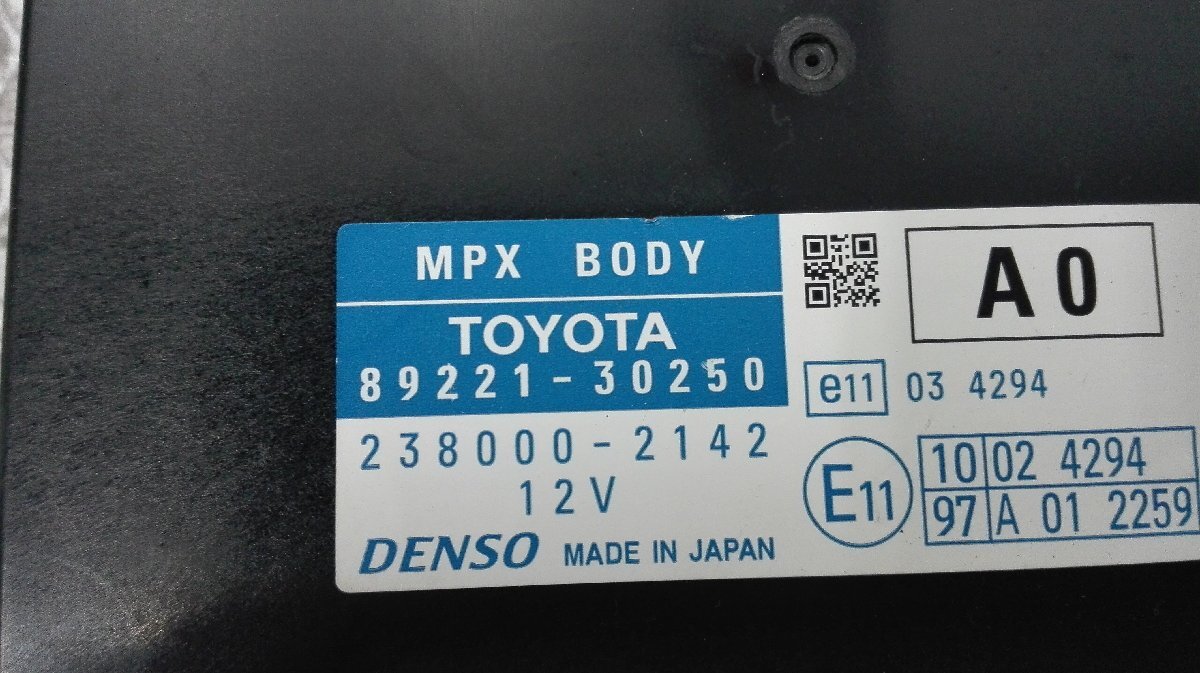 MPX BODY
TOYOTA
89221-30250
238000-2142
12V
DENSO MADE IN JAPAN
A0
e11 03 4294
E11
10 02 4294
97 A 01 2259